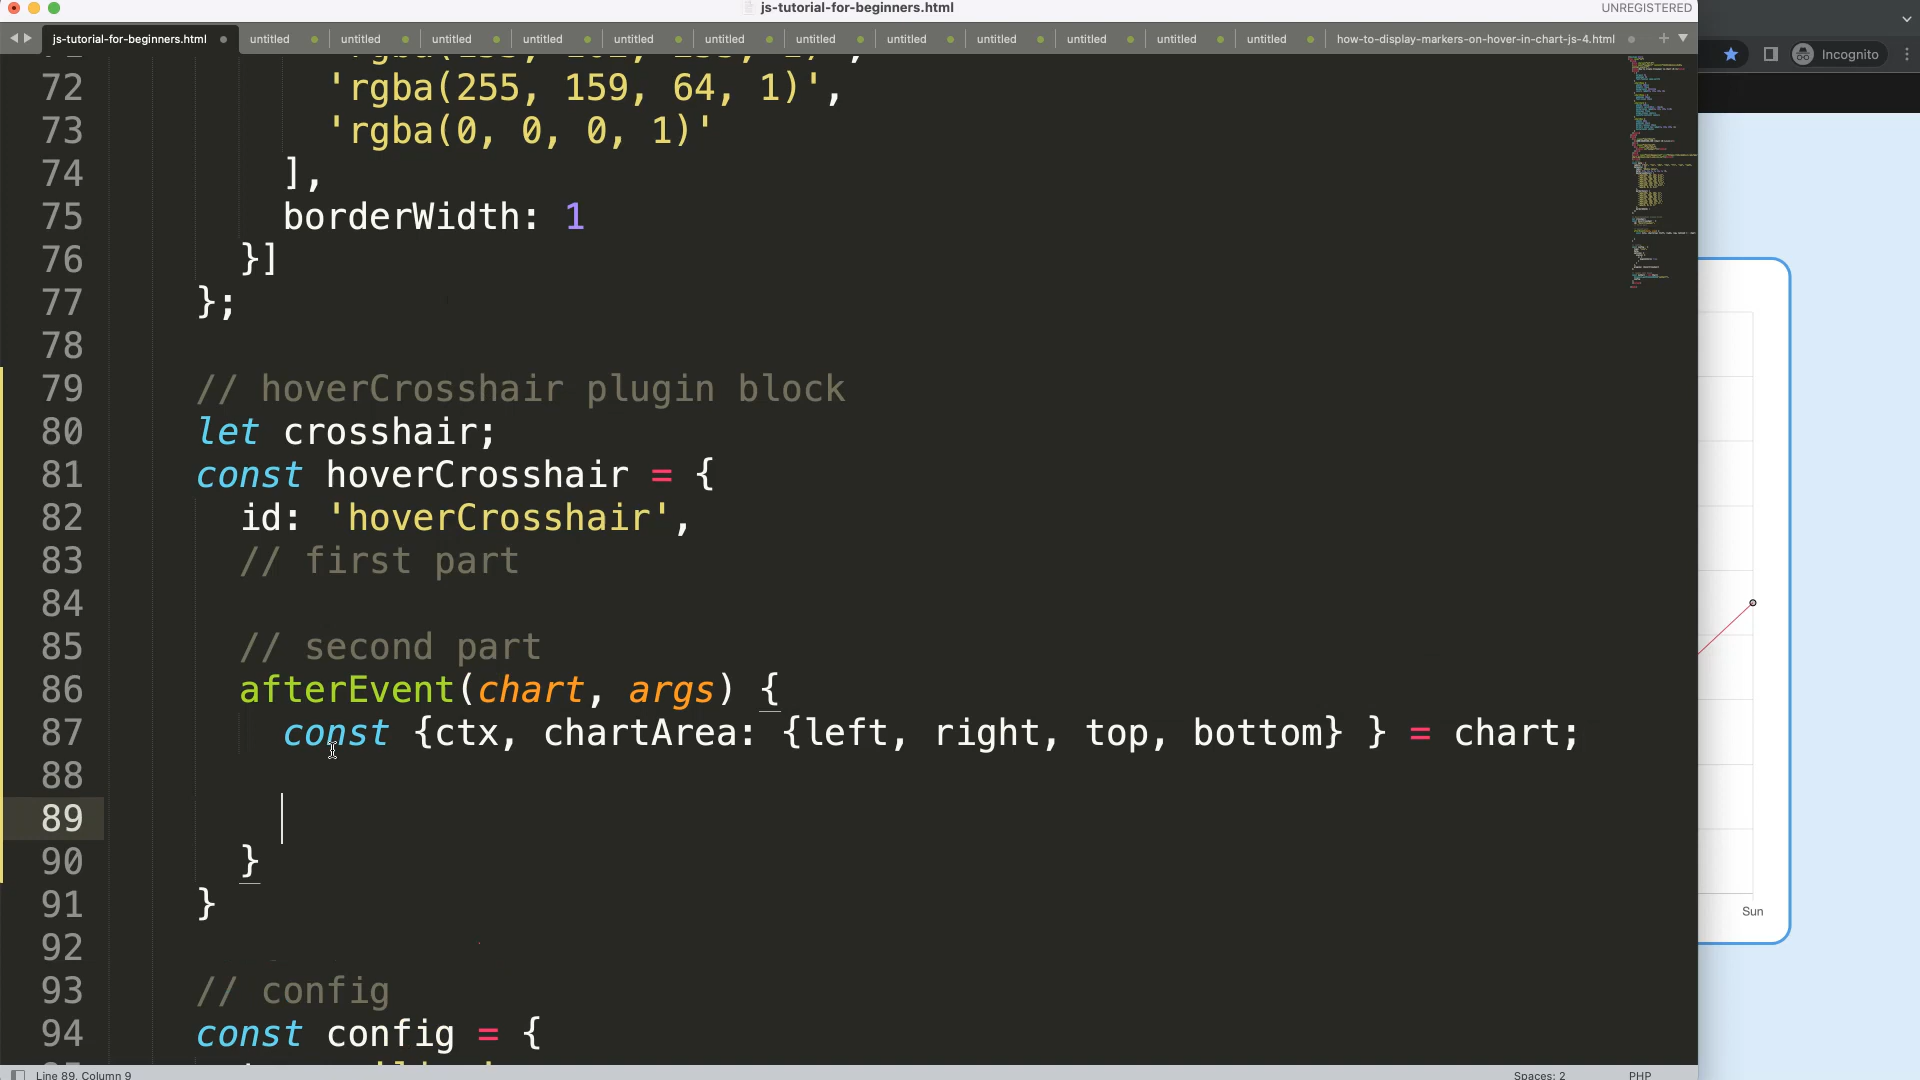 js-tutorial-for-beginners.html
UNREGISTERED
js-tutorial-for-beginners.html untitled untitled untitled untitled untitled untitled untitled untitled untitled untitled untitled untitled how-to-display-markers-on-hover-in-chart-js-4.html
Incognito
72 'rgba(255, 159, 64, 1)',
73 'rgba(0, 0, 0, 1)'
74 ],
75 borderWidth: 1
76 }]
77 };
78
79 // hoverCrosshair plugin block
80 let crosshair;
81 const hoverCrosshair = {
82 id: 'hoverCrosshair',
83 // first part
84
85 // second part
86 afterEvent(chart, args) {
87 const {ctx, chartArea: {left, right, top, bottom} } = chart;
88
89
90 }
91 }
92
93 // config
94 const config = {
Sun
Line 89, Column 9
Spaces: 2
PHP